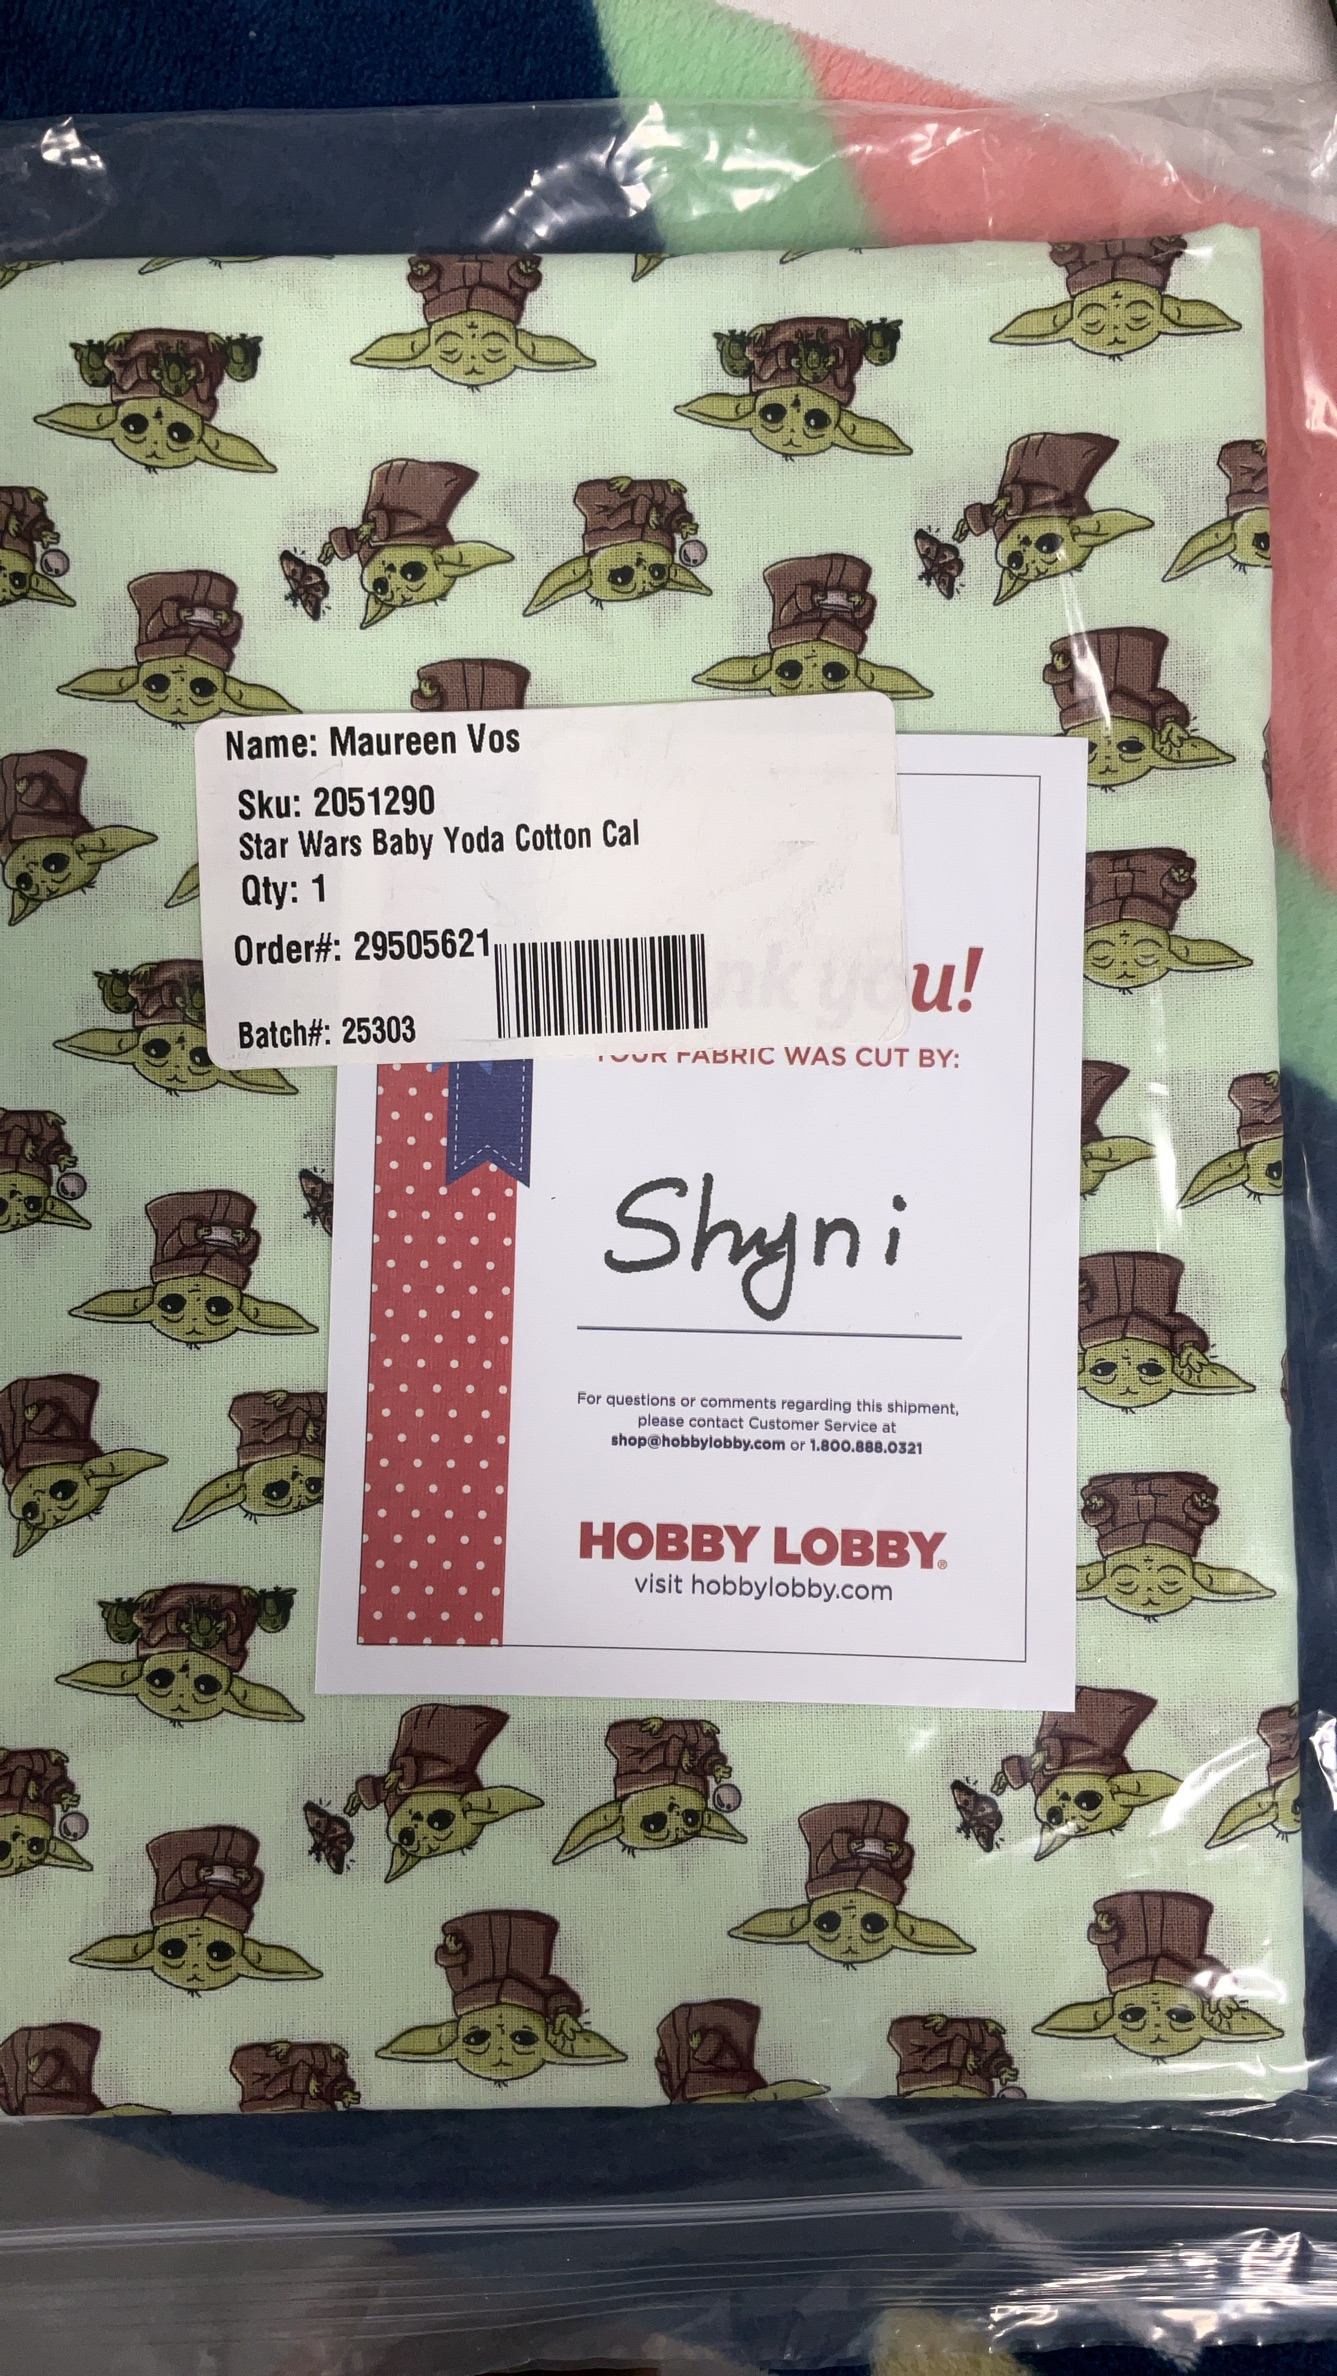 Name: Maureen Vos
Sku: 2051290
Star Wars Baby Yoda Cotton Cal
Qty: 1
Order#: 29505621
Batch#: 25303
nk you!
YOUR FABRIC WAS CUT BY:
Shyni
For questions or comments regarding this shipment,
please contact Customer Service at
shop@hobbylobby.com or 1.800.888.0321
HOBBY LOBBY®
visit hobbylobby.com